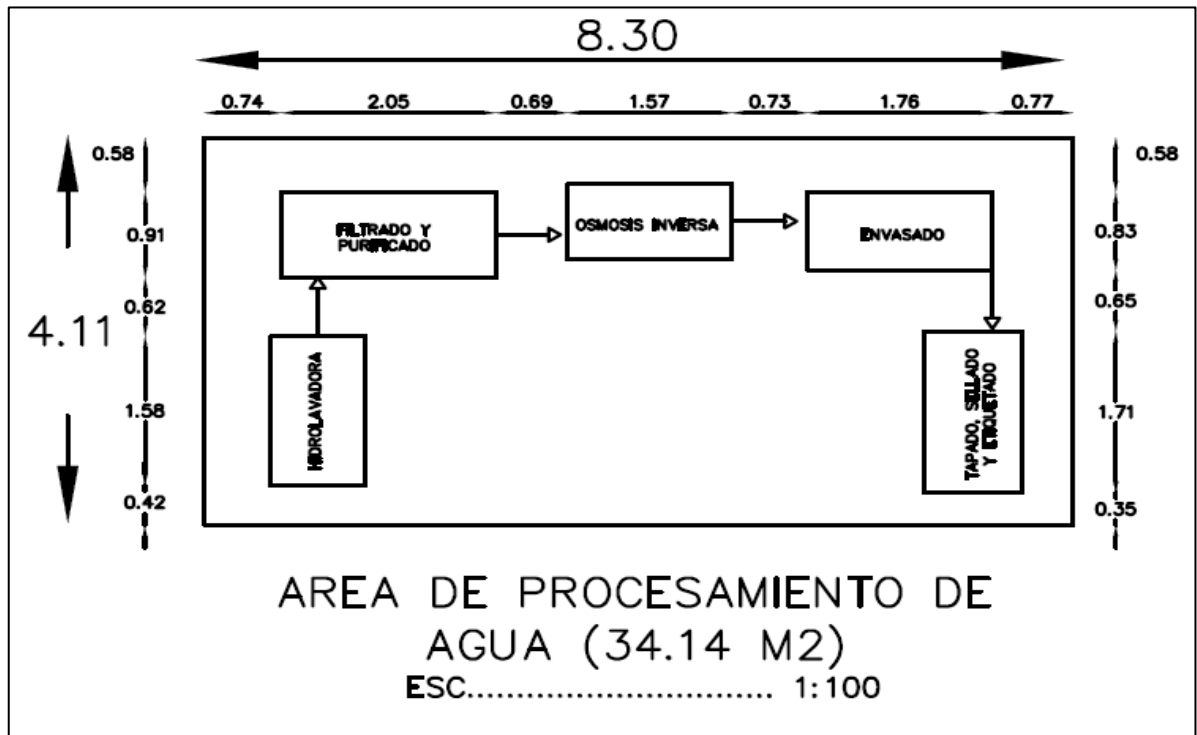 8.30
0.74 2.05 0.69 1.57 0.73 1.76 0.77
0.58
0.58
FILTRADO Y
PURIFICADO
OSMOSIS INVERSA
ENVASADO
0.91
0.83
0.62
0.65
4.11
HIDROLAVADORA
TAPADO, SELLADO
Y ETIQUETADO
1.58
1.71
0.42
0.35
AREA DE PROCESAMIENTO DE
AGUA (34.14 M2)
ESC.............................. 1:100